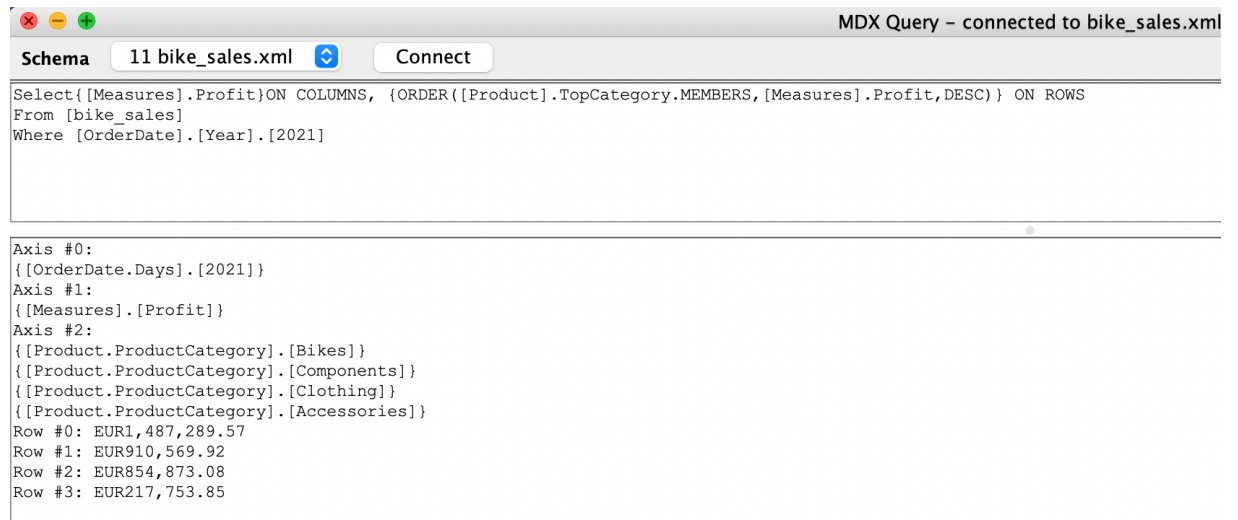 MDX Query – connected to bike_sales.xml
Schema 11 bike_sales.xml Connect
Select{[Measures].Profit}ON COLUMNS, {ORDER([Product].TopCategory.MEMBERS,[Measures].Profit,DESC)} ON ROWS
From [bike_sales]
Where [OrderDate].[Year].[2021]
Axis #0:
{[OrderDate.Days].[2021]}
Axis #1:
{[Measures].[Profit]}
Axis #2:
{[Product.ProductCategory].[Bikes]}
{[Product.ProductCategory].[Components]}
{[Product.ProductCategory].[Clothing]}
{[Product.ProductCategory].[Accessories]}
Row #0: EUR1,487,289.57
Row #1: EUR910,569.92
Row #2: EUR854,873.08
Row #3: EUR217,753.85